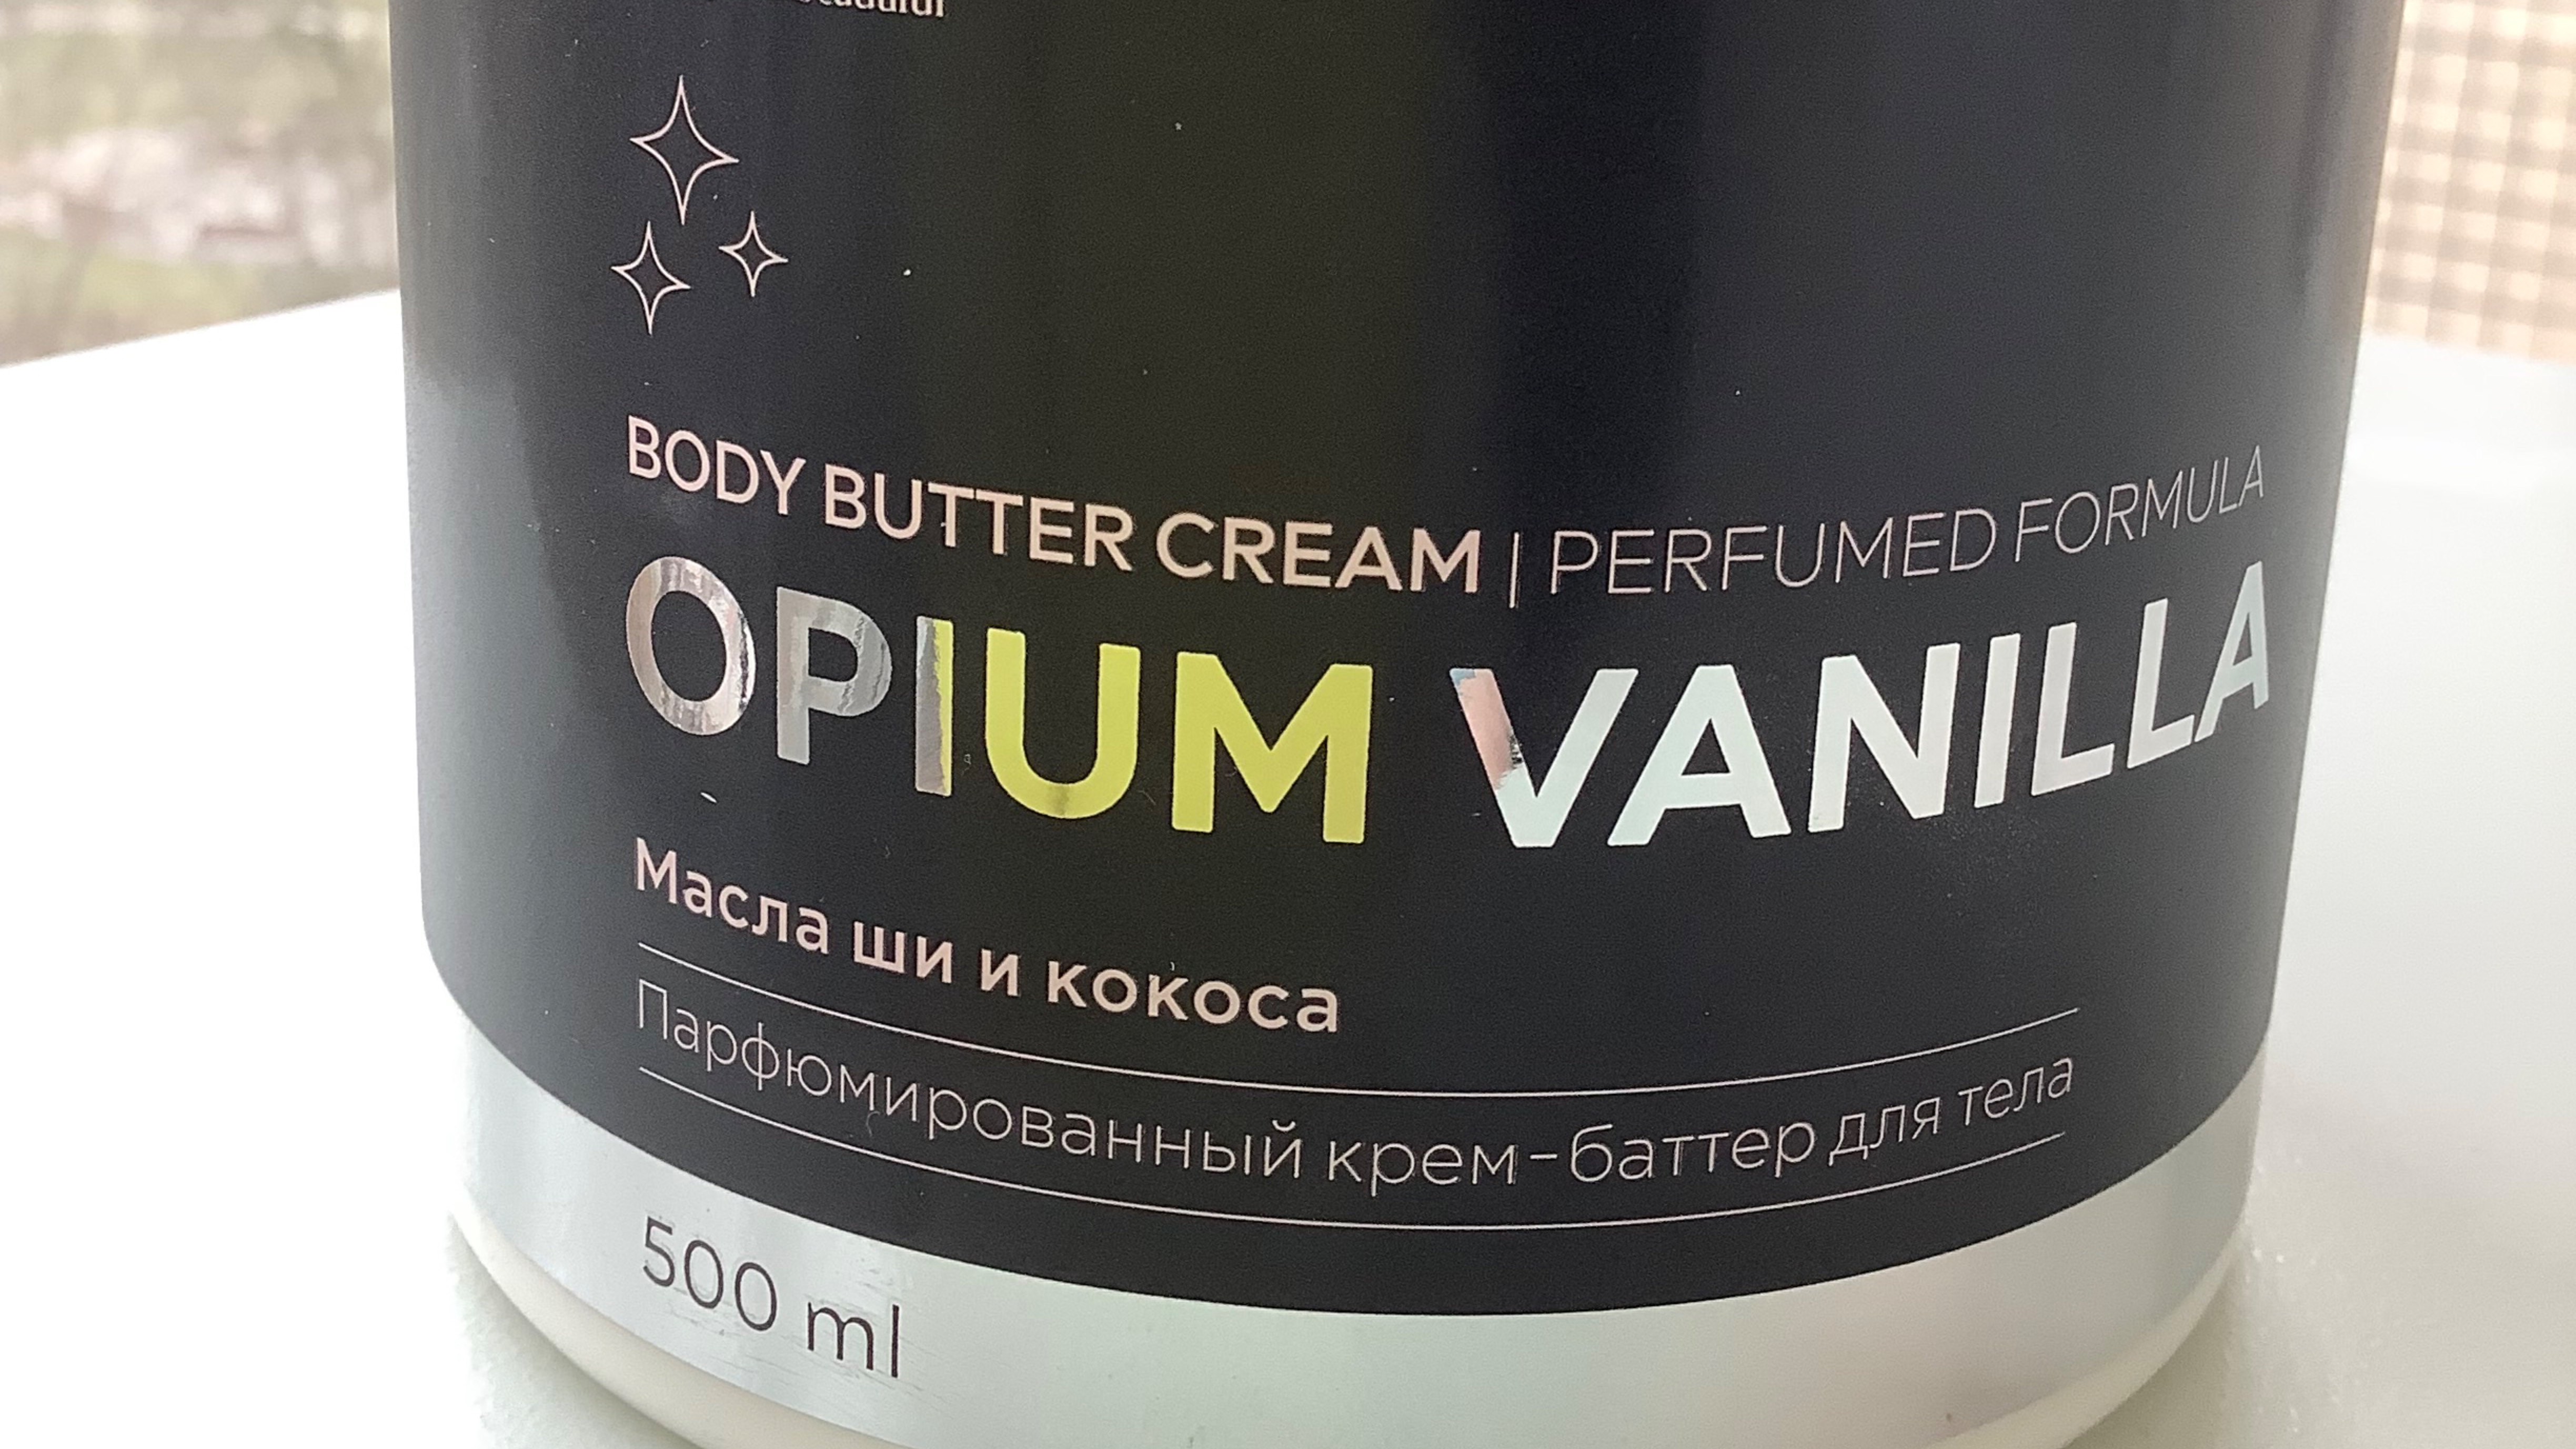 BODY BUTTER CREAM | PERFUMED FORMULA
OPIUM VANILLA
Масла ши и кокоса
Парфюмированный крем-баттер для тела
500 ml